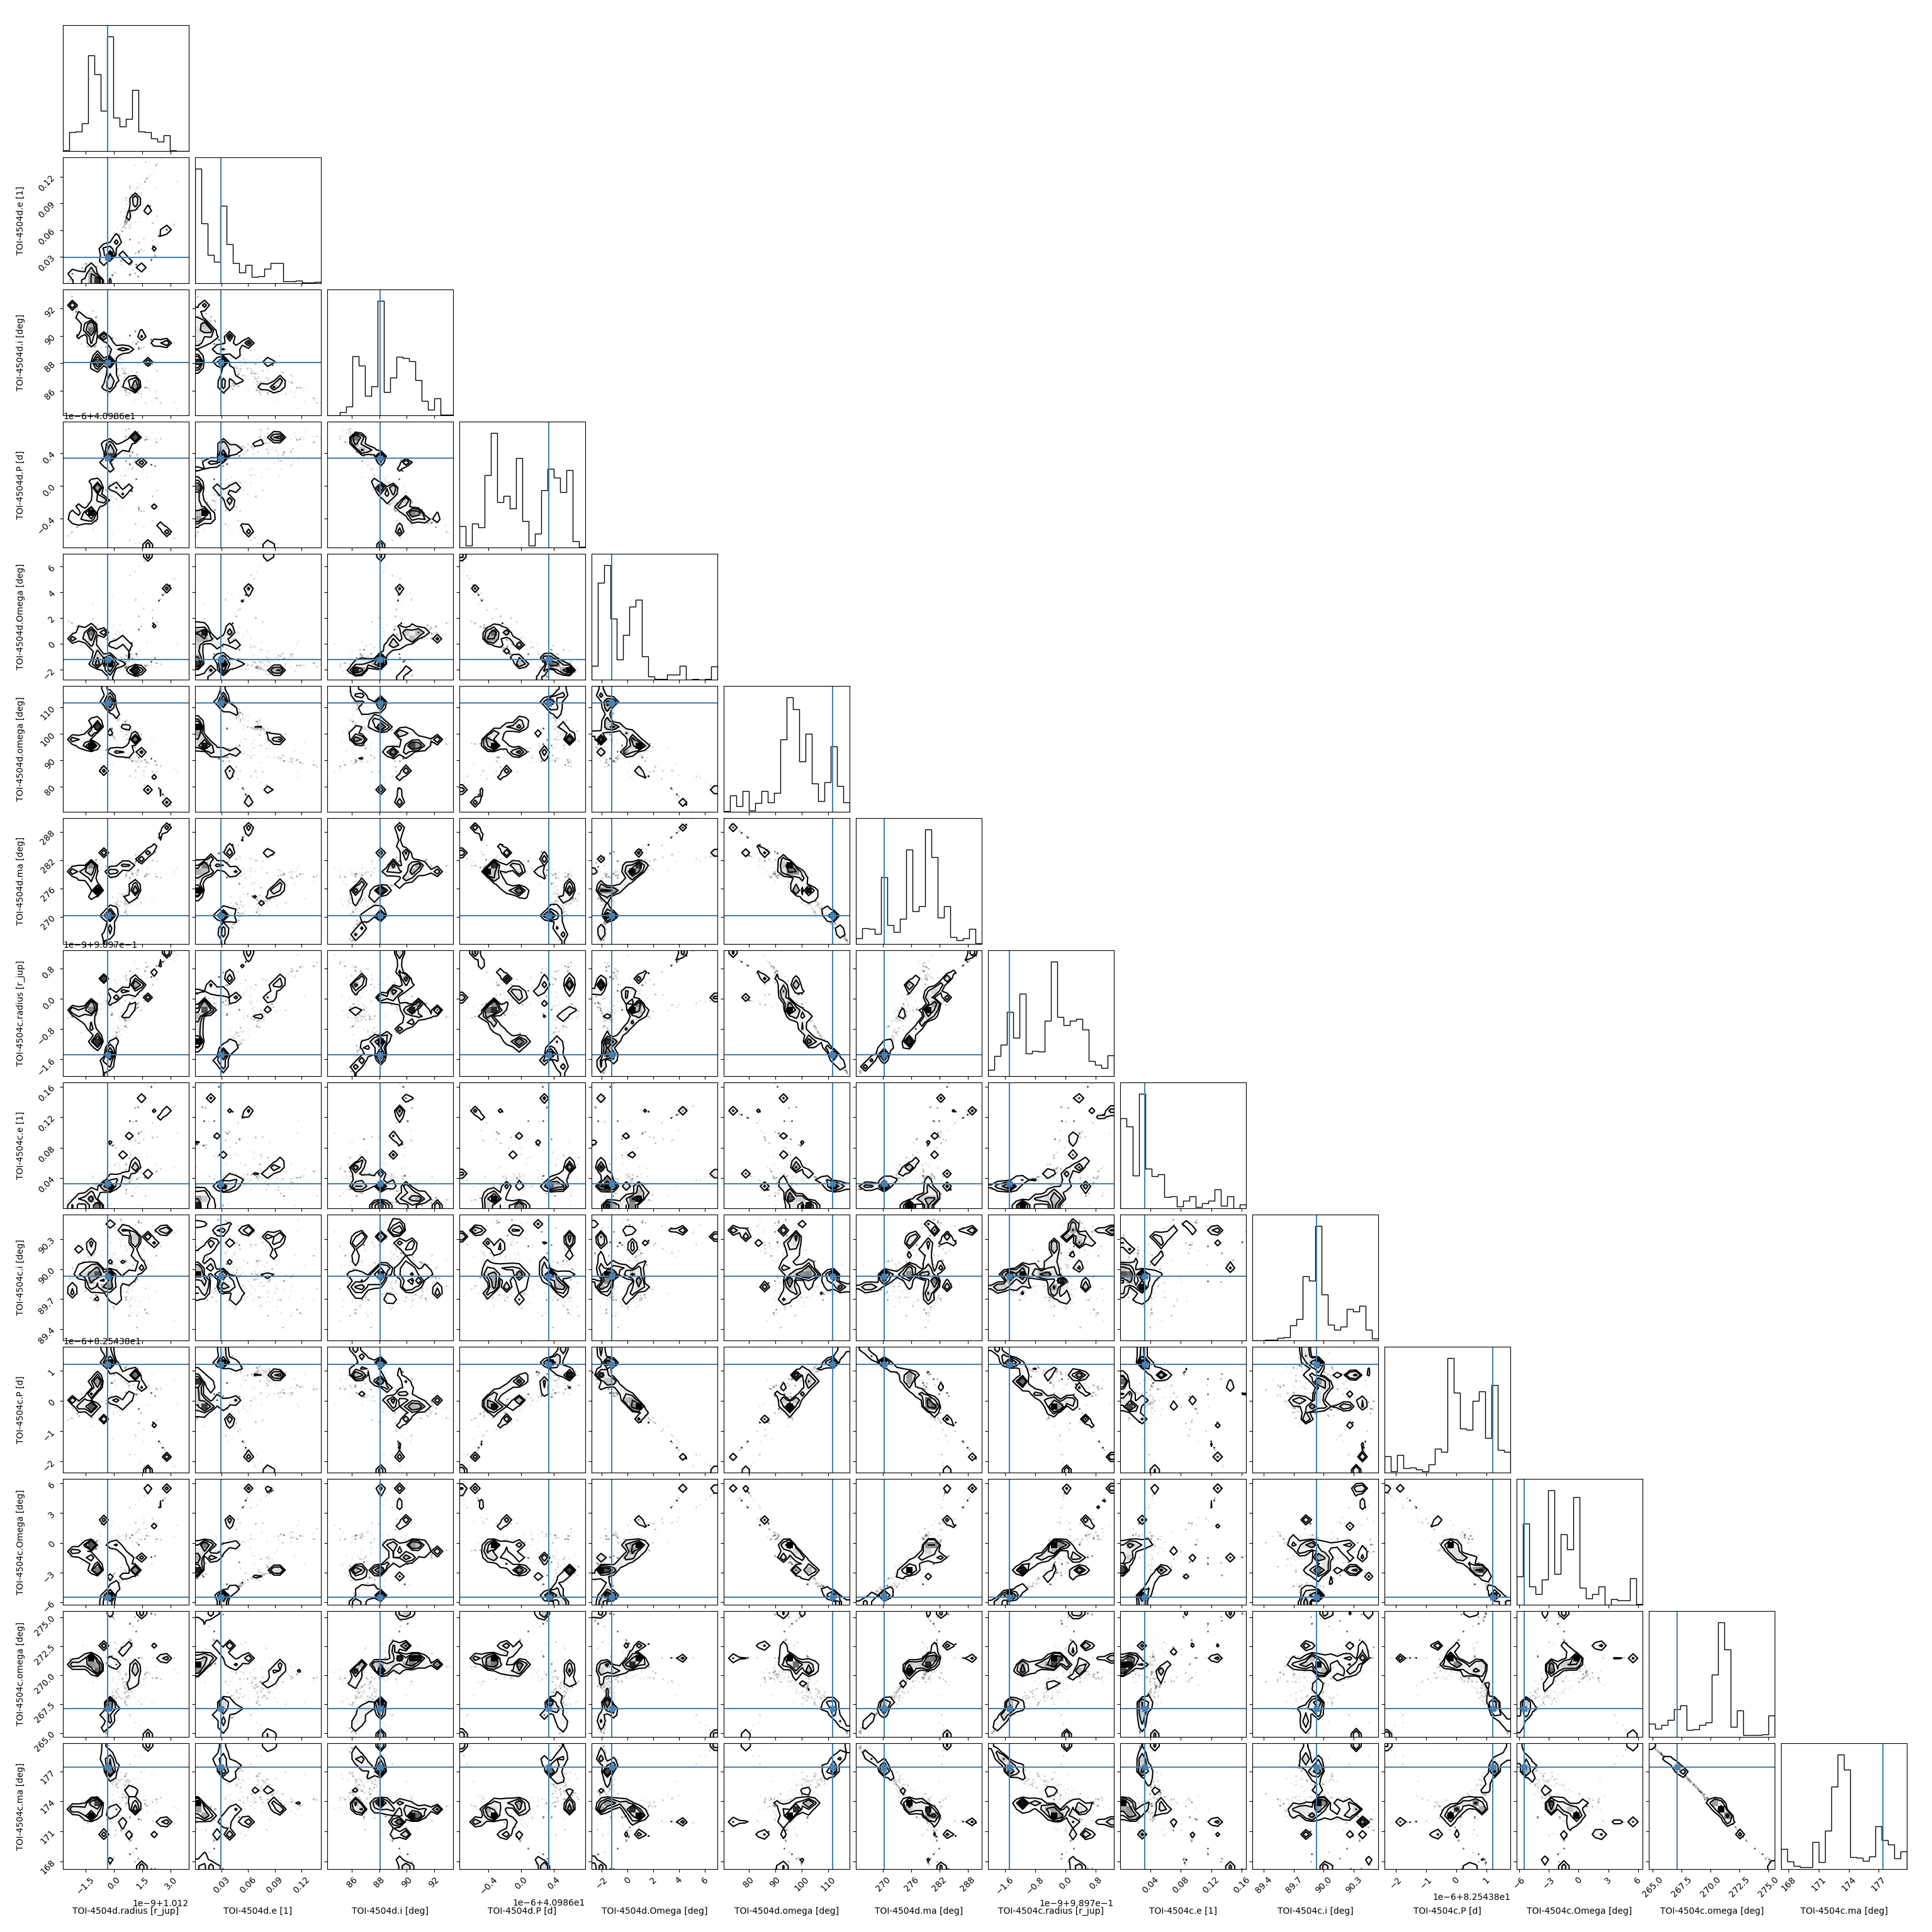 TOI-4504d.e [1]
0.12
0.09
0.06
0.03
TOI-4504d.i [deg]
92
90
88
86
1e−6+4.0986e1
TOI-4504d.P [d]
0.4
0.0
−0.4
TOI-4504d.Omega [deg]
6
4
2
0
−2
TOI-4504d.omega [deg]
110
100
90
80
TOI-4504d.ma [deg]
288
282
276
270
1e−9+9.897e−1
TOI-4504c.radius [r_jup]
0.8
0.0
−0.8
−1.6
TOI-4504c.e [1]
0.16
0.12
0.08
0.04
TOI-4504c.i [deg]
90.3
90.0
89.7
89.4
1e−6+8.25438e1
TOI-4504c.P [d]
1
0
−1
−2
TOI-4504c.Omega [deg]
6
3
0
−3
−6
TOI-4504c.omega [deg]
275.0
272.5
270.0
267.5
265.0
TOI-4504c.ma [deg]
177
174
171
168
−1.5 0.0 1.5 3.0 0.03 0.06 0.09 0.12 86 88 90 92 −0.4 0.0 0.4 −2 0 2 4 6 80 90 100 110 270 276 282 288 −1.6 −0.8 0.0 0.8 0.04 0.08 0.12 0.16 89.4 89.7 90.0 90.3 −2 −1 0 1 −6 −3 0 3 6 265.0 267.5 270.0 272.5 275.0 168 171 174 177
1e−9+1.012 1e−6+4.0986e1 1e−9+9.897e−1 1e−6+8.25438e1
TOI-4504d.radius [r_jup] TOI-4504d.e [1] TOI-4504d.i [deg] TOI-4504d.P [d] TOI-4504d.Omega [deg] TOI-4504d.omega [deg] TOI-4504d.ma [deg] TOI-4504c.radius [r_jup] TOI-4504c.e [1] TOI-4504c.i [deg] TOI-4504c.P [d] TOI-4504c.Omega [deg] TOI-4504c.omega [deg] TOI-4504c.ma [deg]